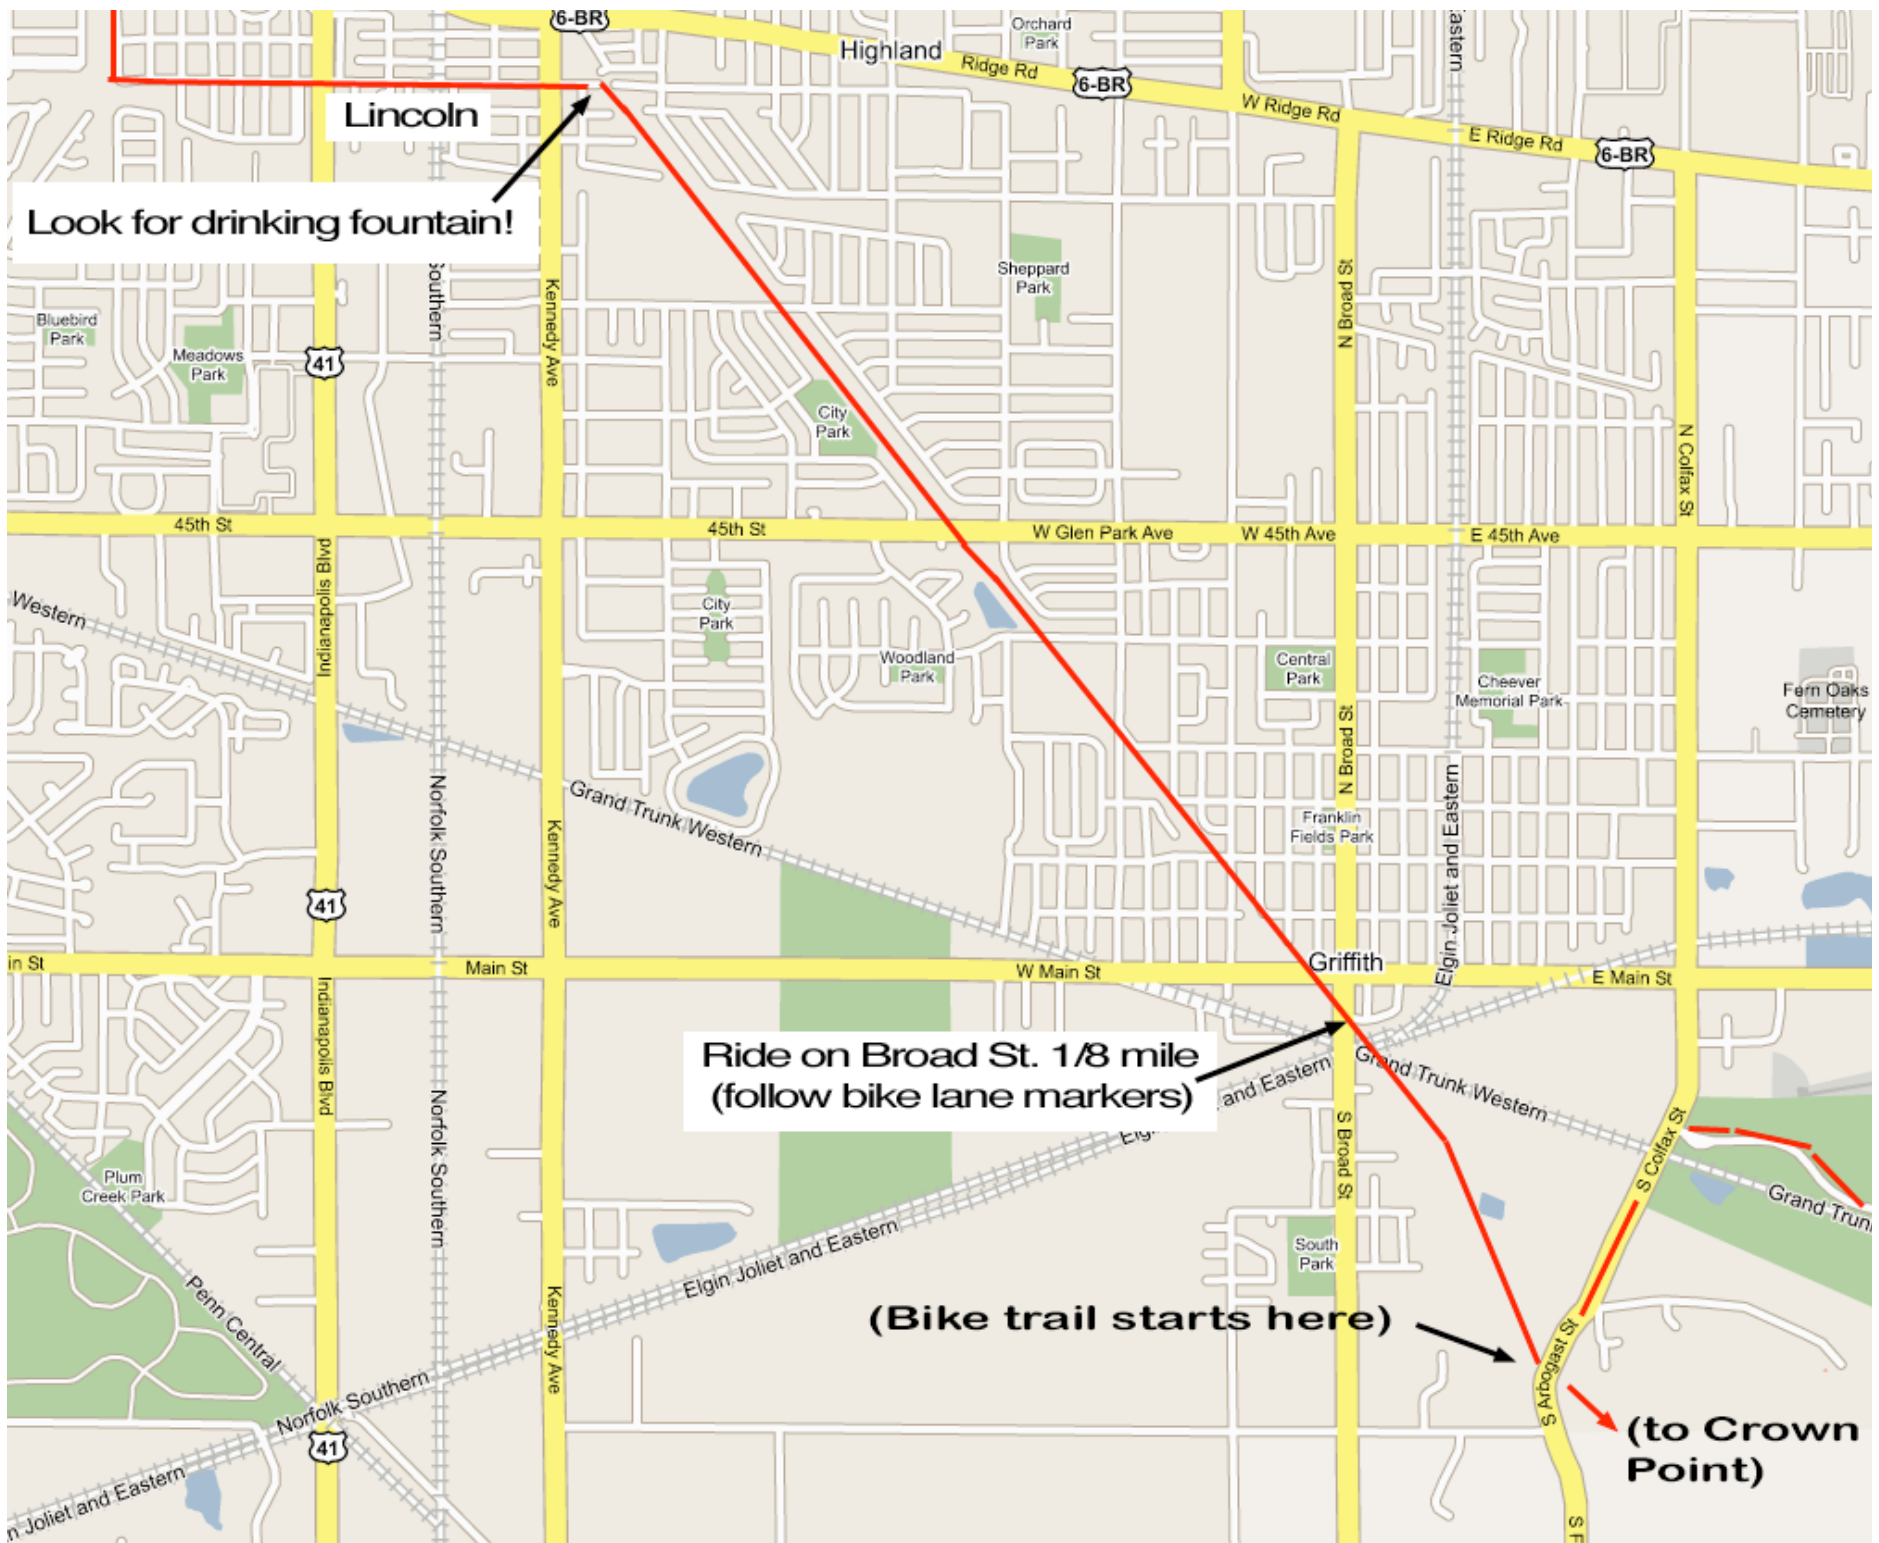 6-BR
Orchard
Park
Highland
Ridge Rd
6-BR
astern
W Ridge Rd
E Ridge Rd
6-BR
Lincoln
Look for drinking fountain!
Southern
Kennedy Ave
Sheppard
Park
N Broad St
Bluebird
Park
Meadows
Park
41
City
Park
N Colfax St
45th St
45th St
W Glen Park Ave
W 45th Ave
E 45th Ave
Western
Indianapolis Blvd
City
Park
Woodland
Park
Central
Park
Cheever
Memorial Park
Fern Oaks
Cemetery
N Broad St
Norfolk Southern
Grand Trunk Western
Kennedy Ave
Franklin
Fields Park
Elgin Joliet and Eastern
41
in St
Main St
W Main St
Griffith
E Main St
Indianapolis Blvd
Ride on Broad St. 1/8 mile
(follow bike lane markers)
and Eastern
Elgi
Grand Trunk Western
Norfolk Southern
S Broad St
S Colfax St
Plum
Creek Park
Grand Trun
South
Park
Elgin Joliet and Eastern
Penn Central
Kennedy Ave
(Bike trail starts here)
S Arbogast St
Norfolk Southern
41
(to Crown
Point)
n Joliet and Eastern
S F